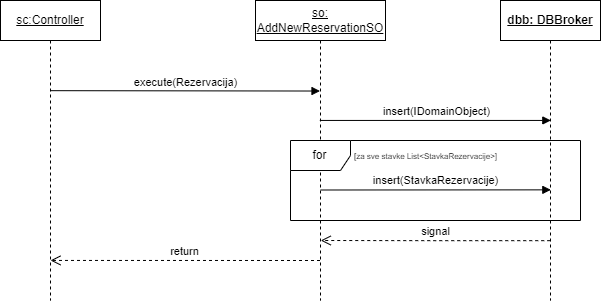 sc:Controller
so:
AddNewReservationSO
dbb: DBBroker
execute(Rezervacija)
insert(IDomainObject)
for
[za sve stavke List<StavkaRezervacije>]
insert(StavkaRezervacije)
signal
return